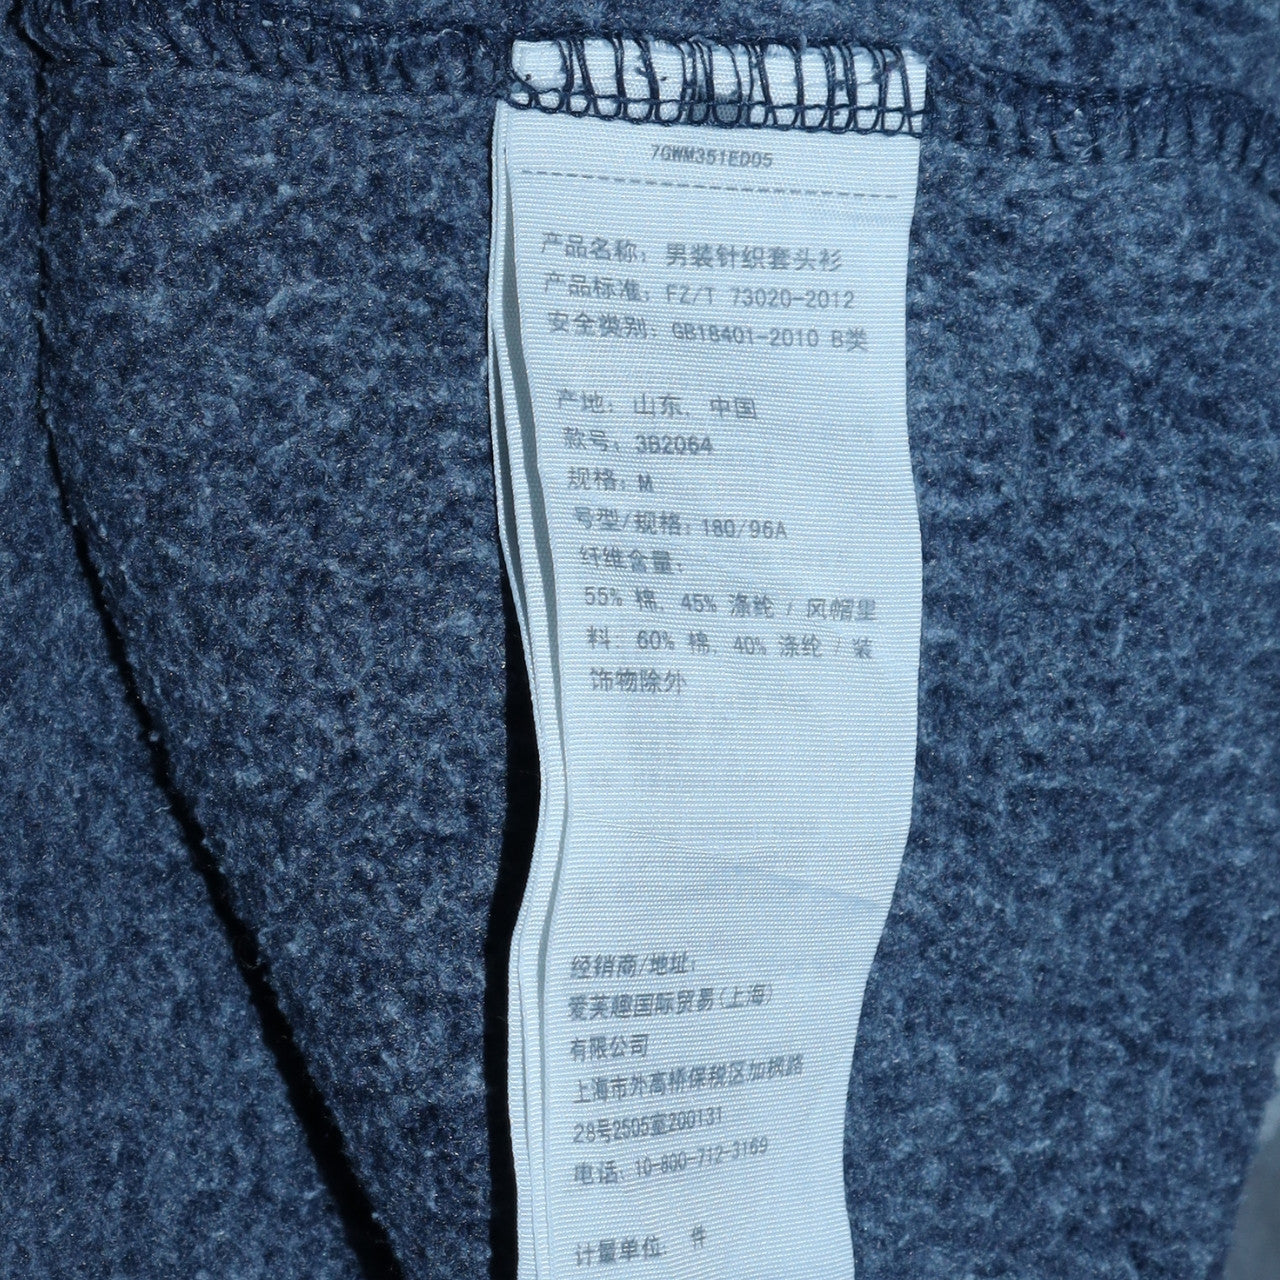 7GWM351ED05
产品名称: 男装针织套头衫
产品标准: FZ/T 73020-2012
安全类别: GB18401-2010 B类
产地: 山东, 中国
款号: 3B2064
规格: M
号型/规格: 180/96A
纤维含量:
55% 棉, 45% 涤纶 / 风帽里
料: 60% 棉, 40% 涤纶 / 装
饰物除外
经销商/地址:
爱芙趣国际贸易(上海)
有限公司
上海市外高桥保税区加枫路
28号2505室200131
电话: 10-800-712-3169
计量单位: 件